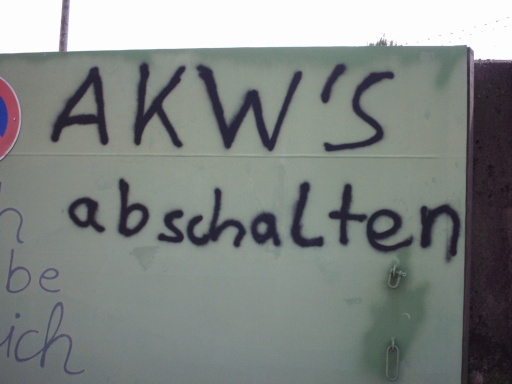 AKW'S
abschalten
be
ich